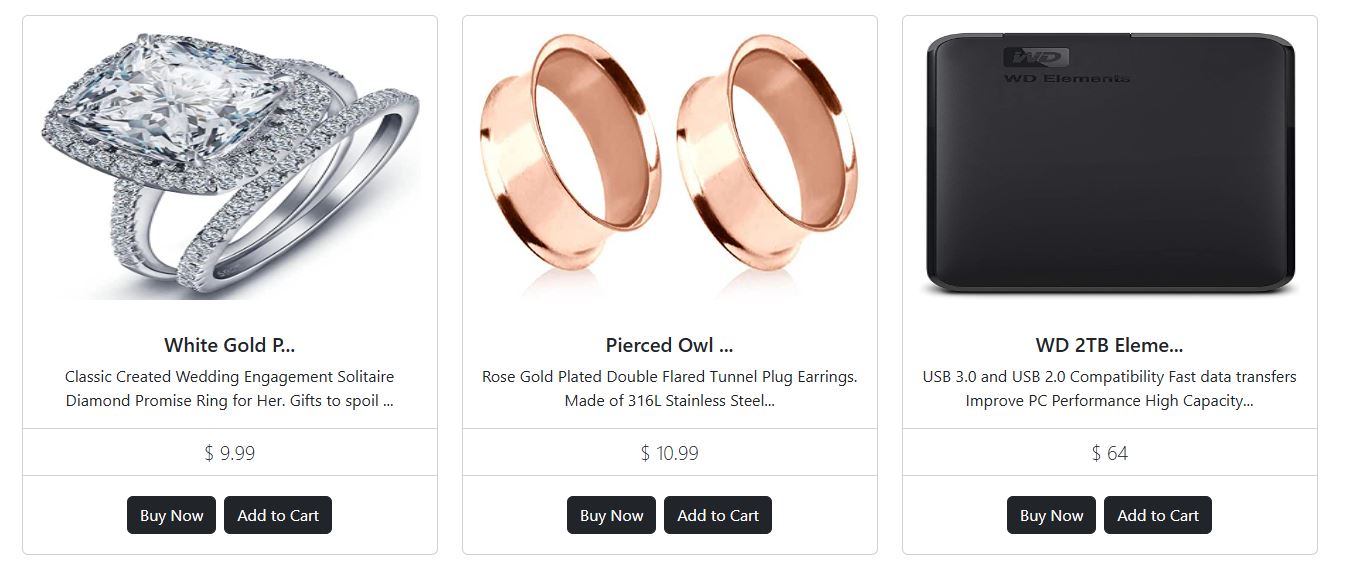 WD
WD Elements
White Gold P...
Classic Created Wedding Engagement Solitaire
Diamond Promise Ring for Her. Gifts to spoil ...
$ 9.99
Buy Now
Add to Cart
Pierced Owl ...
Rose Gold Plated Double Flared Tunnel Plug Earrings.
Made of 316L Stainless Steel...
$ 10.99
Buy Now
Add to Cart
WD 2TB Eleme...
USB 3.0 and USB 2.0 Compatibility Fast data transfers
Improve PC Performance High Capacity...
$ 64
Buy Now
Add to Cart